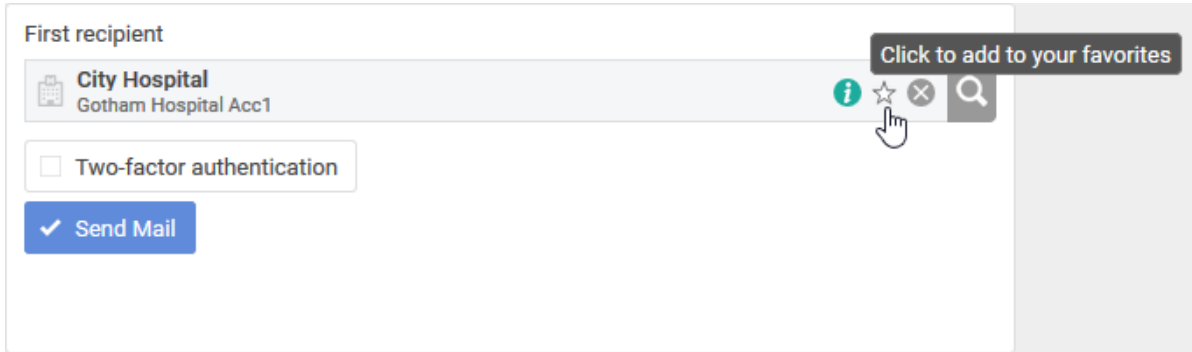 First recipient
Click to add to your favorites
City Hospital
Gotham Hospital Acc1
Two-factor authentication
Send Mail